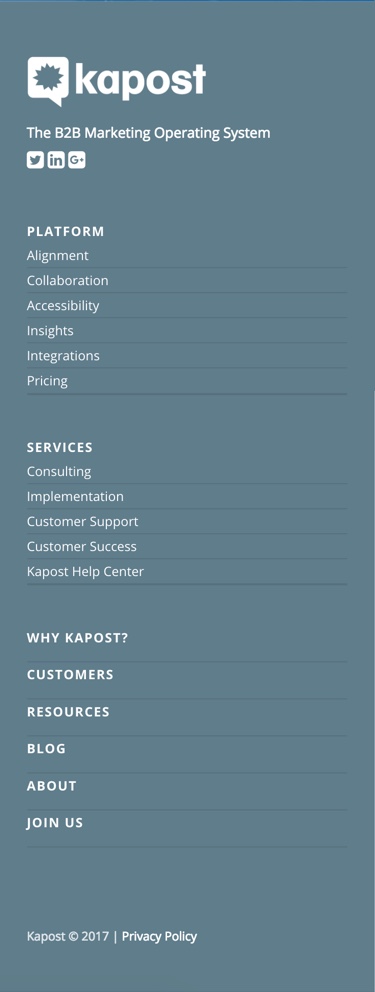 kapost
The B2B Marketing Operating System
PLATFORM
Alignment
Collaboration
Accessibility
Insights
Integrations
Pricing
SERVICES
Consulting
Implementation
Customer Support
Customer Success
Kapost Help Center
WHY KAPOST?
CUSTOMERS
RESOURCES
BLOG
ABOUT
JOIN US
Kapost © 2017 | Privacy Policy